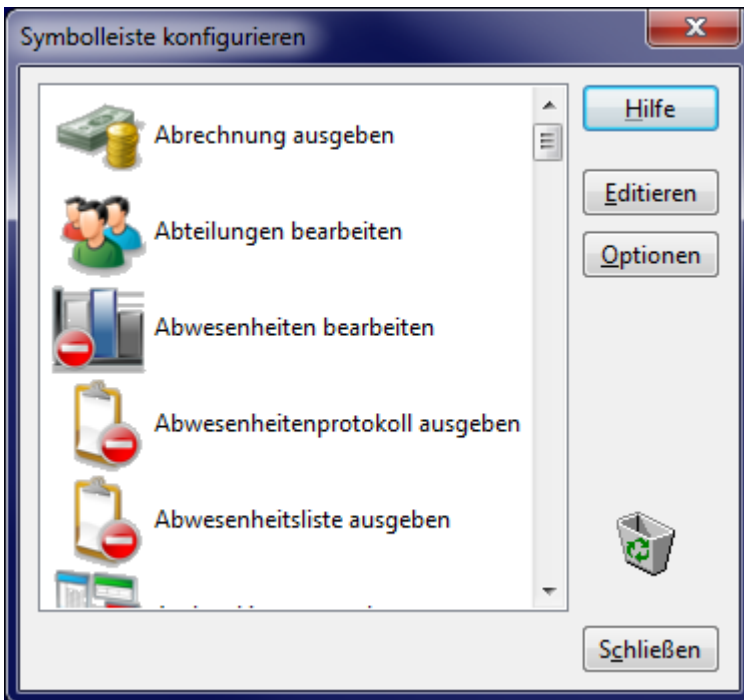 Symbolleiste konfigurieren
Abrechnung ausgeben
Abteilungen bearbeiten
Abwesenheiten bearbeiten
Abwesenheitenprotokoll ausgeben
Abwesenheitsliste ausgeben
Hilfe
Editieren
Optionen
Schließen